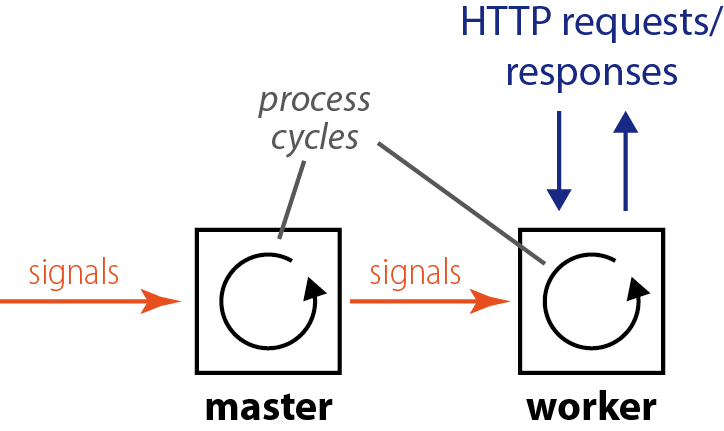 HTTP requests/
responses
process
cycles
signals
signals
master
worker